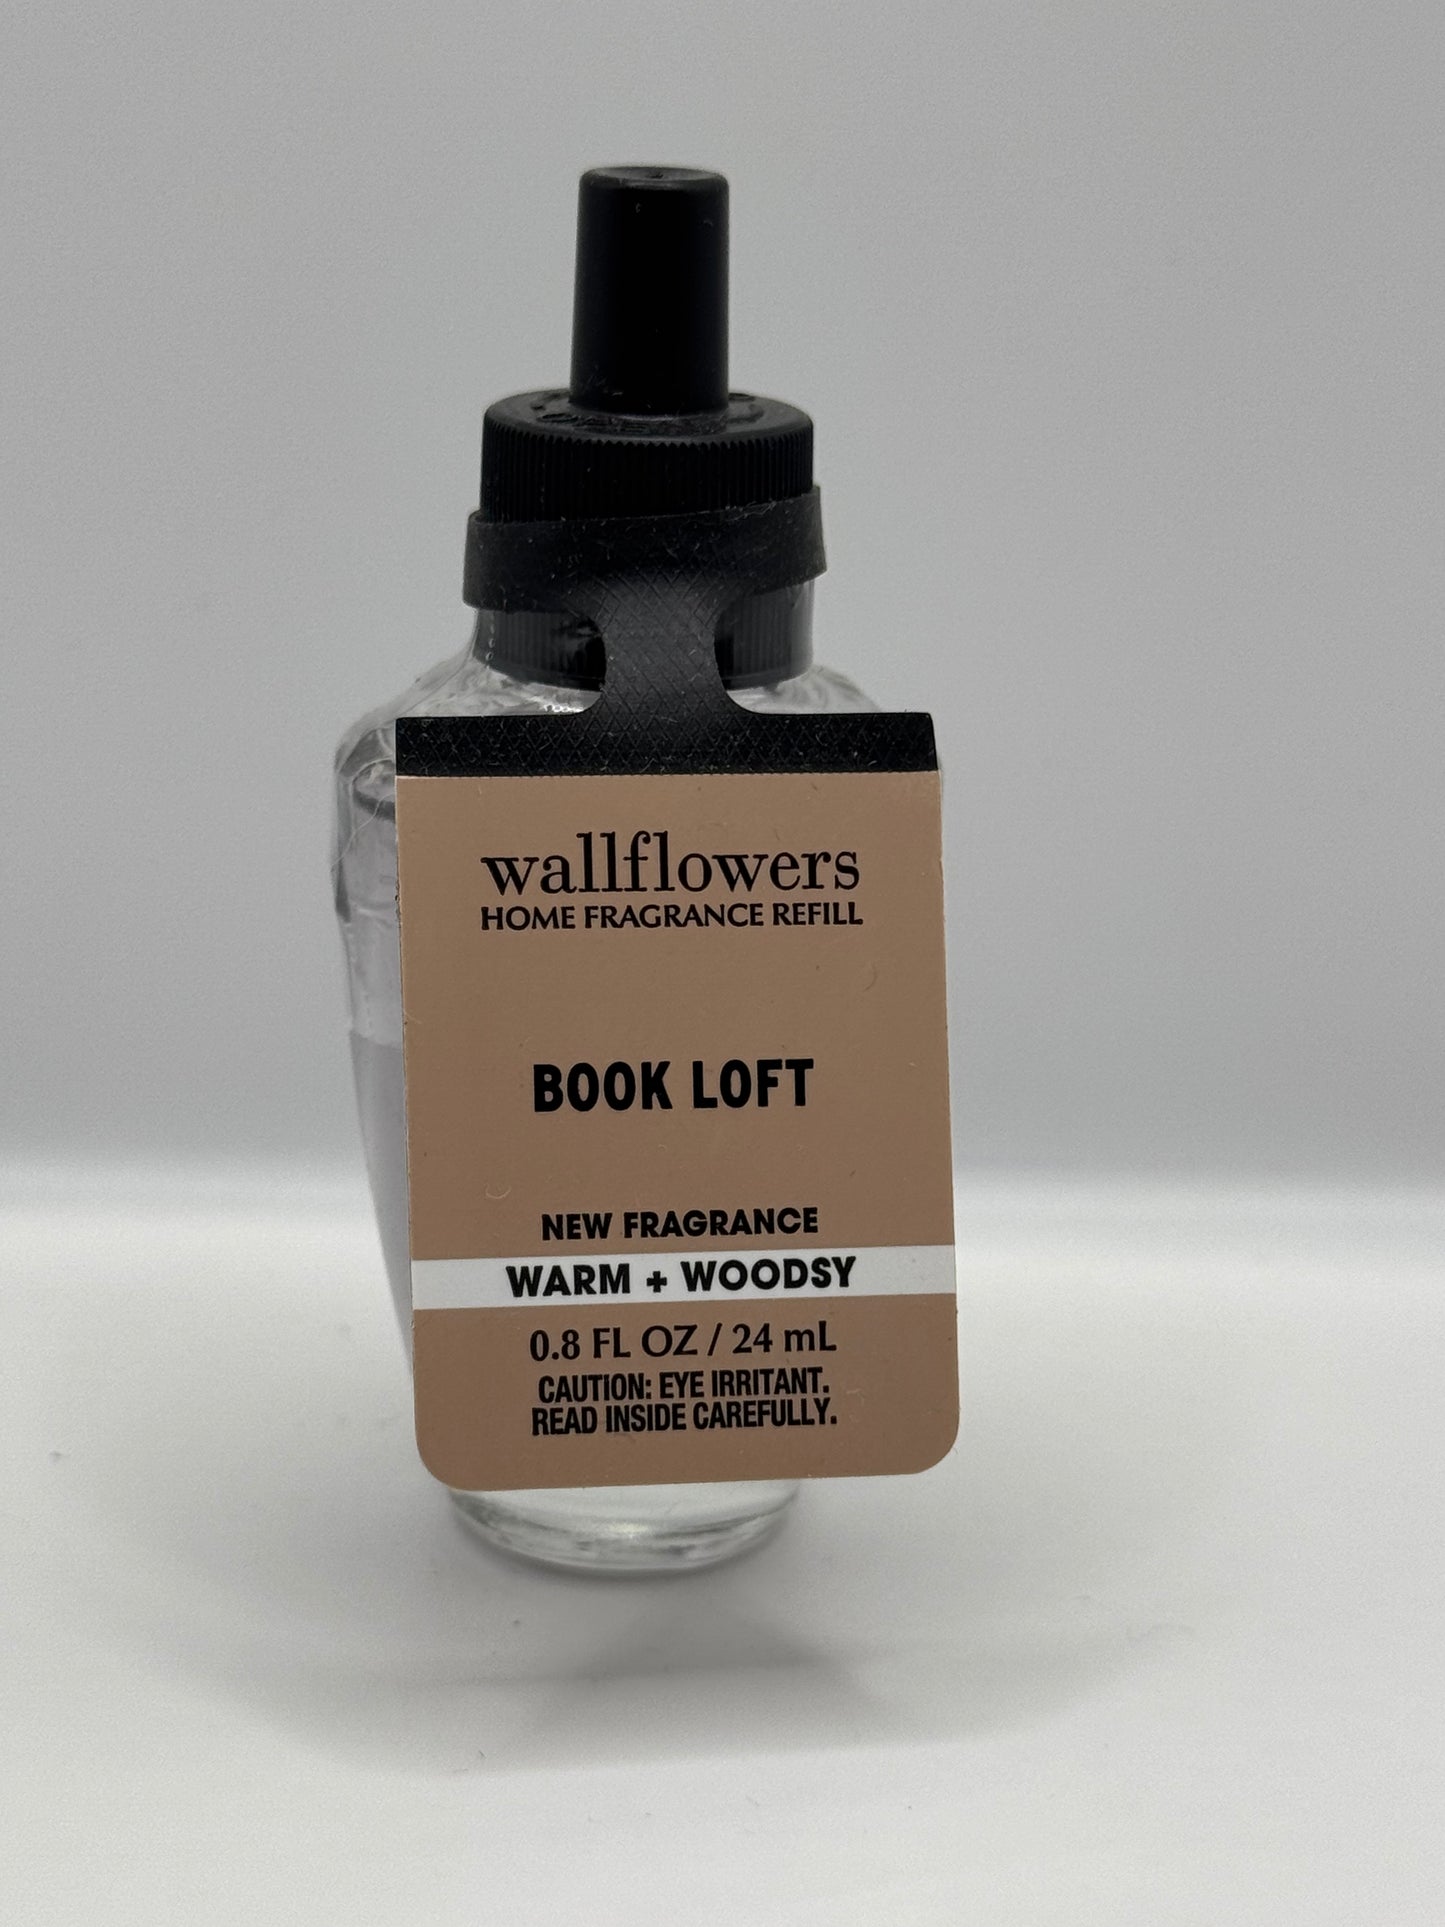 wallflowers
HOME FRAGRANCE REFILL
BOOK LOFT
NEW FRAGRANCE
WARM + WOODSY
0.8 FL OZ / 24 mL
CAUTION: EYE IRRITANT.
READ INSIDE CAREFULLY.